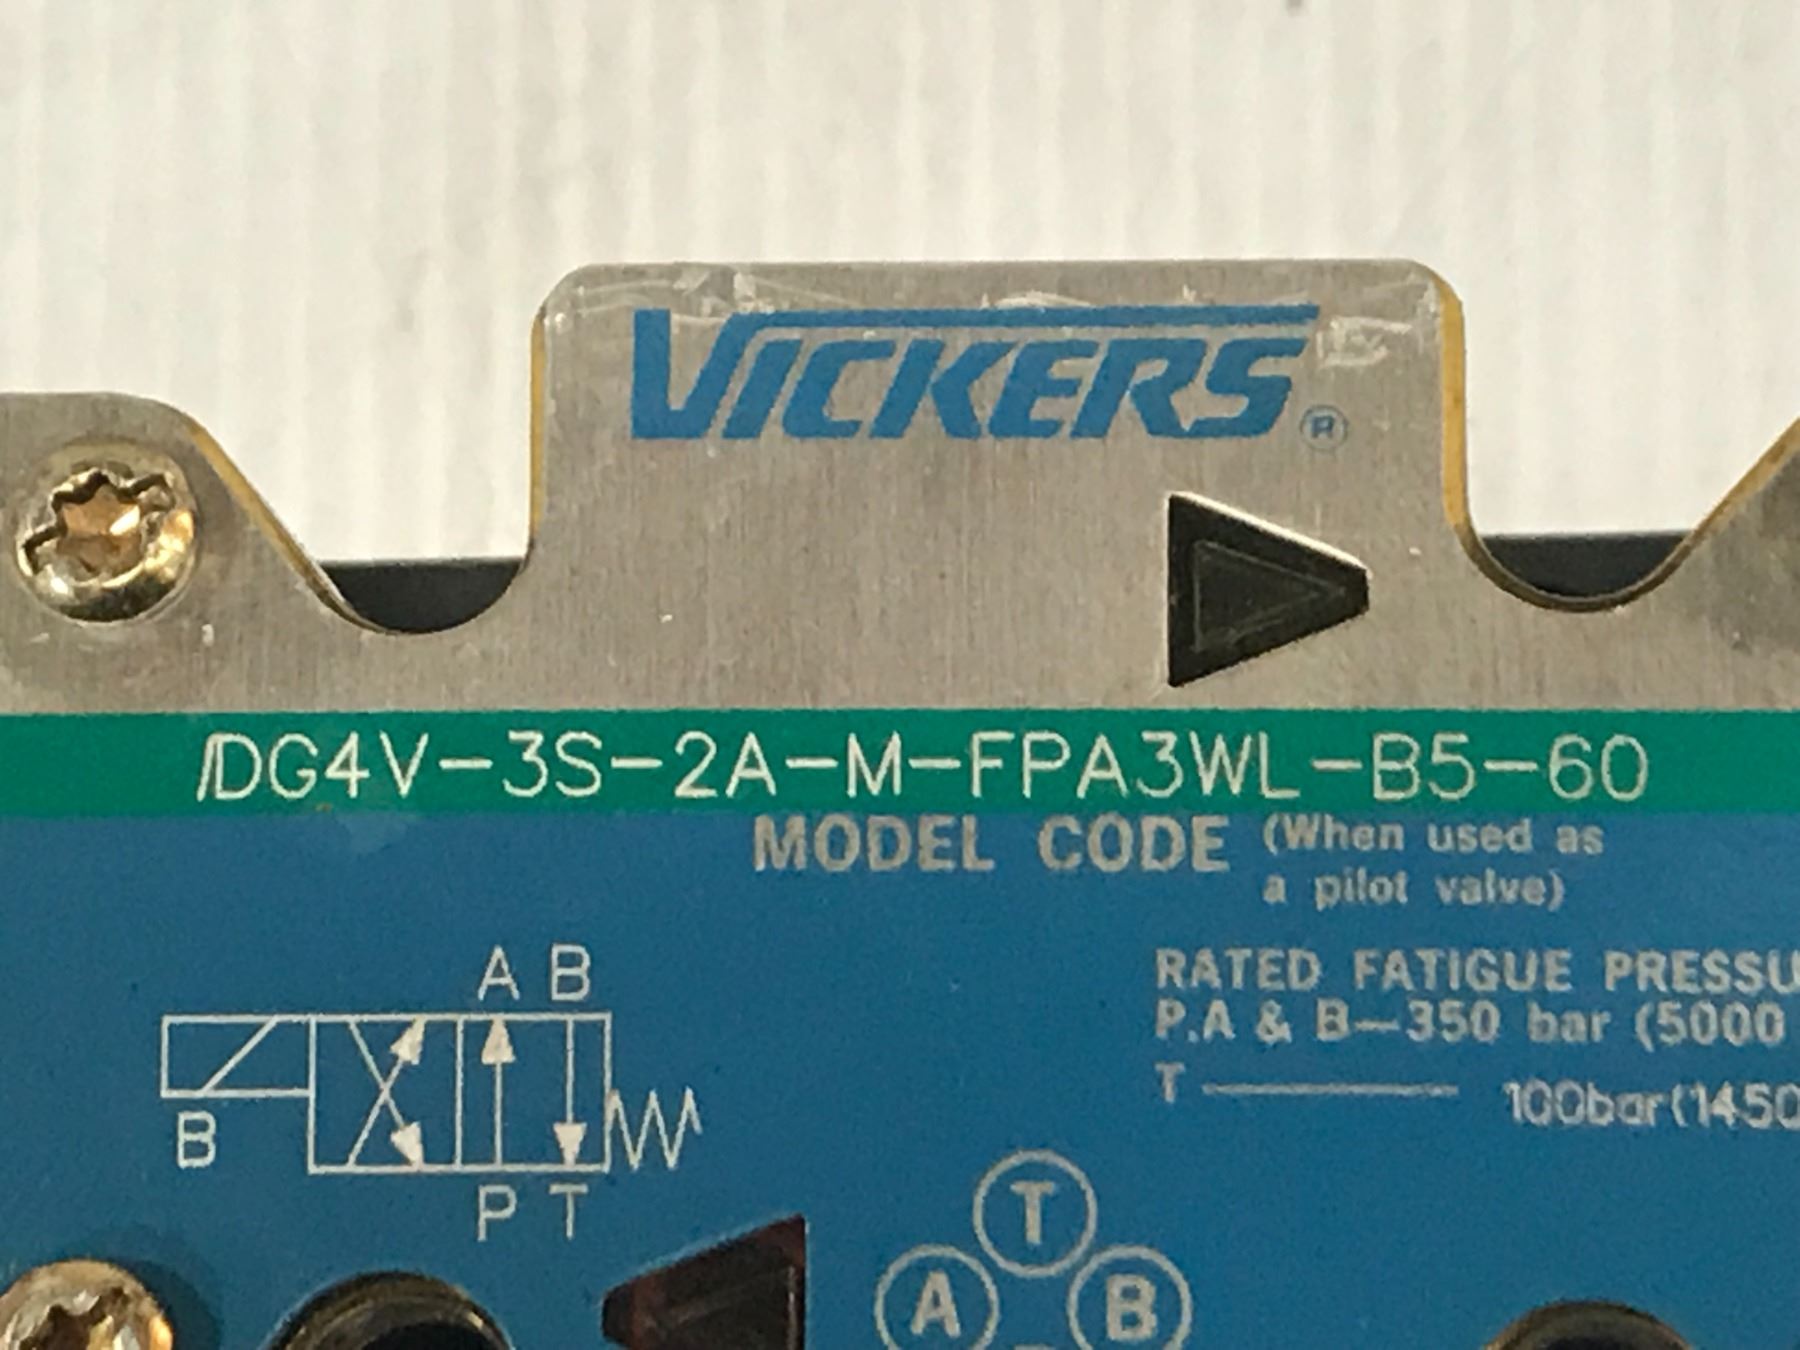 VICKERS®
DG4V-3S-2A-M-FPA3WL-B5-60
MODEL CODE (When used as
a pilot valve)
A B
B
P T
RATED FATIGUE
P.A & B—350 bar (5000
T 100bar(1450
T
A B